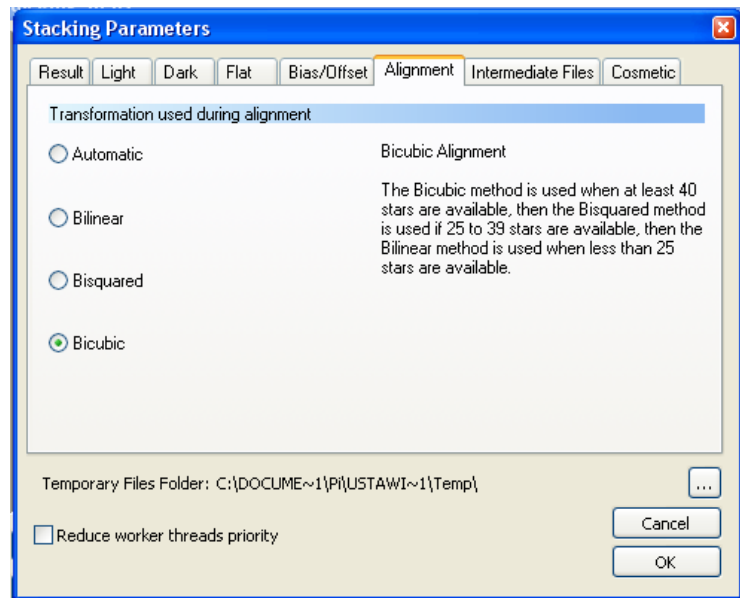 Stacking Parameters
Result Light Dark Flat Bias/Offset Alignment Intermediate Files Cosmetic
Transformation used during alignment
Automatic
Bicubic Alignment
The Bicubic method is used when at least 40
stars are available, then the Bisquared method
is used if 25 to 39 stars are available, then the
Bilinear method is used when less than 25
stars are available.
Bilinear
Bisquared
Bicubic
Temporary Files Folder: C:\DOCUME~1\Pi\USTAWI~1\Temp\
...
Reduce worker threads priority
Cancel
OK